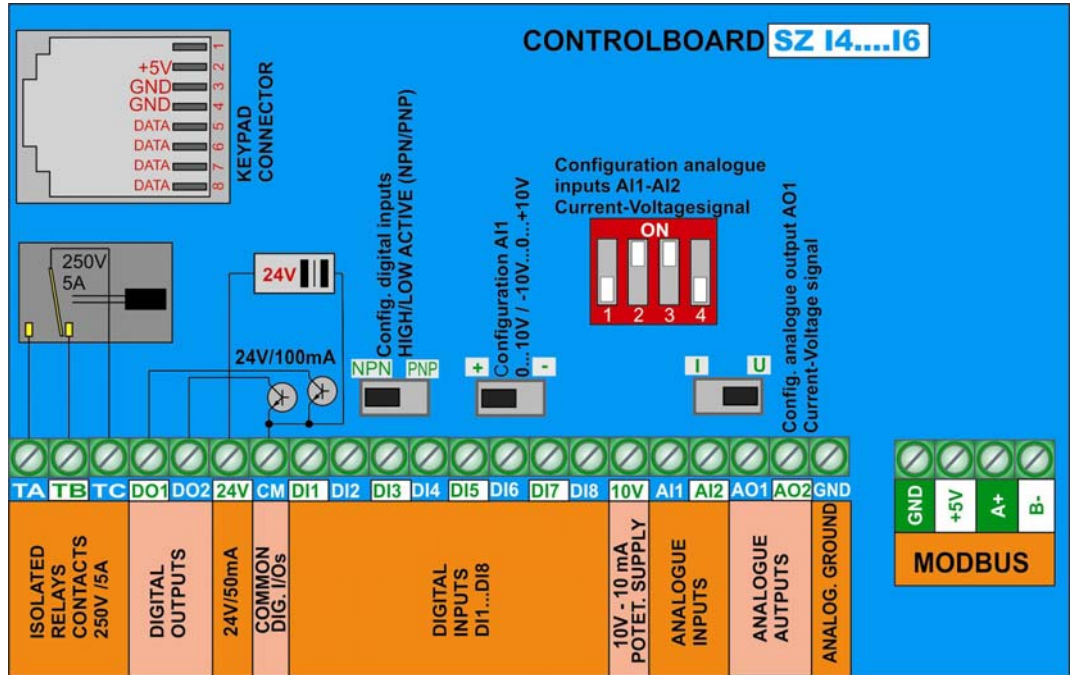 CONTROLBOARD SZ I4....I6
1
+5V 2
GND 3
GND 4
DATA 5
DATA 6
DATA 7
DATA 8
KEYPAD
CONNECTOR
250V
5A
24V
24V/100mA
Config. digital inputs
HIGH/LOW ACTIVE (NPN/PNP)
NPN PNP
Configuration AI1
0...10V / -10V...0...+10V
+ -
Configuration analogue
inputs AI1-AI2
Current-Voltagesignal
ON
1 2 3 4
I U
Config. analogue output AO1
Current-Voltage signal
TA TB TC DO1 DO2 24V CM DI1 DI2 DI3 DI4 DI5 DI6 DI7 DI8 10V AI1 AI2 AO1 AO2 GND
ISOLATED
RELAYS
CONTACTS
250V /5A
DIGITAL
OUTPUTS
24V/50mA
COMMON
DIG. I/Os
DIGITAL
INPUTS
DI1...DI8
10V - 10 mA
POTET. SUPPLY
ANALOGUE
INPUTS
ANALOGUE
AUTPUTS
ANALOG. GROUND
GND +5V A+ B-
MODBUS